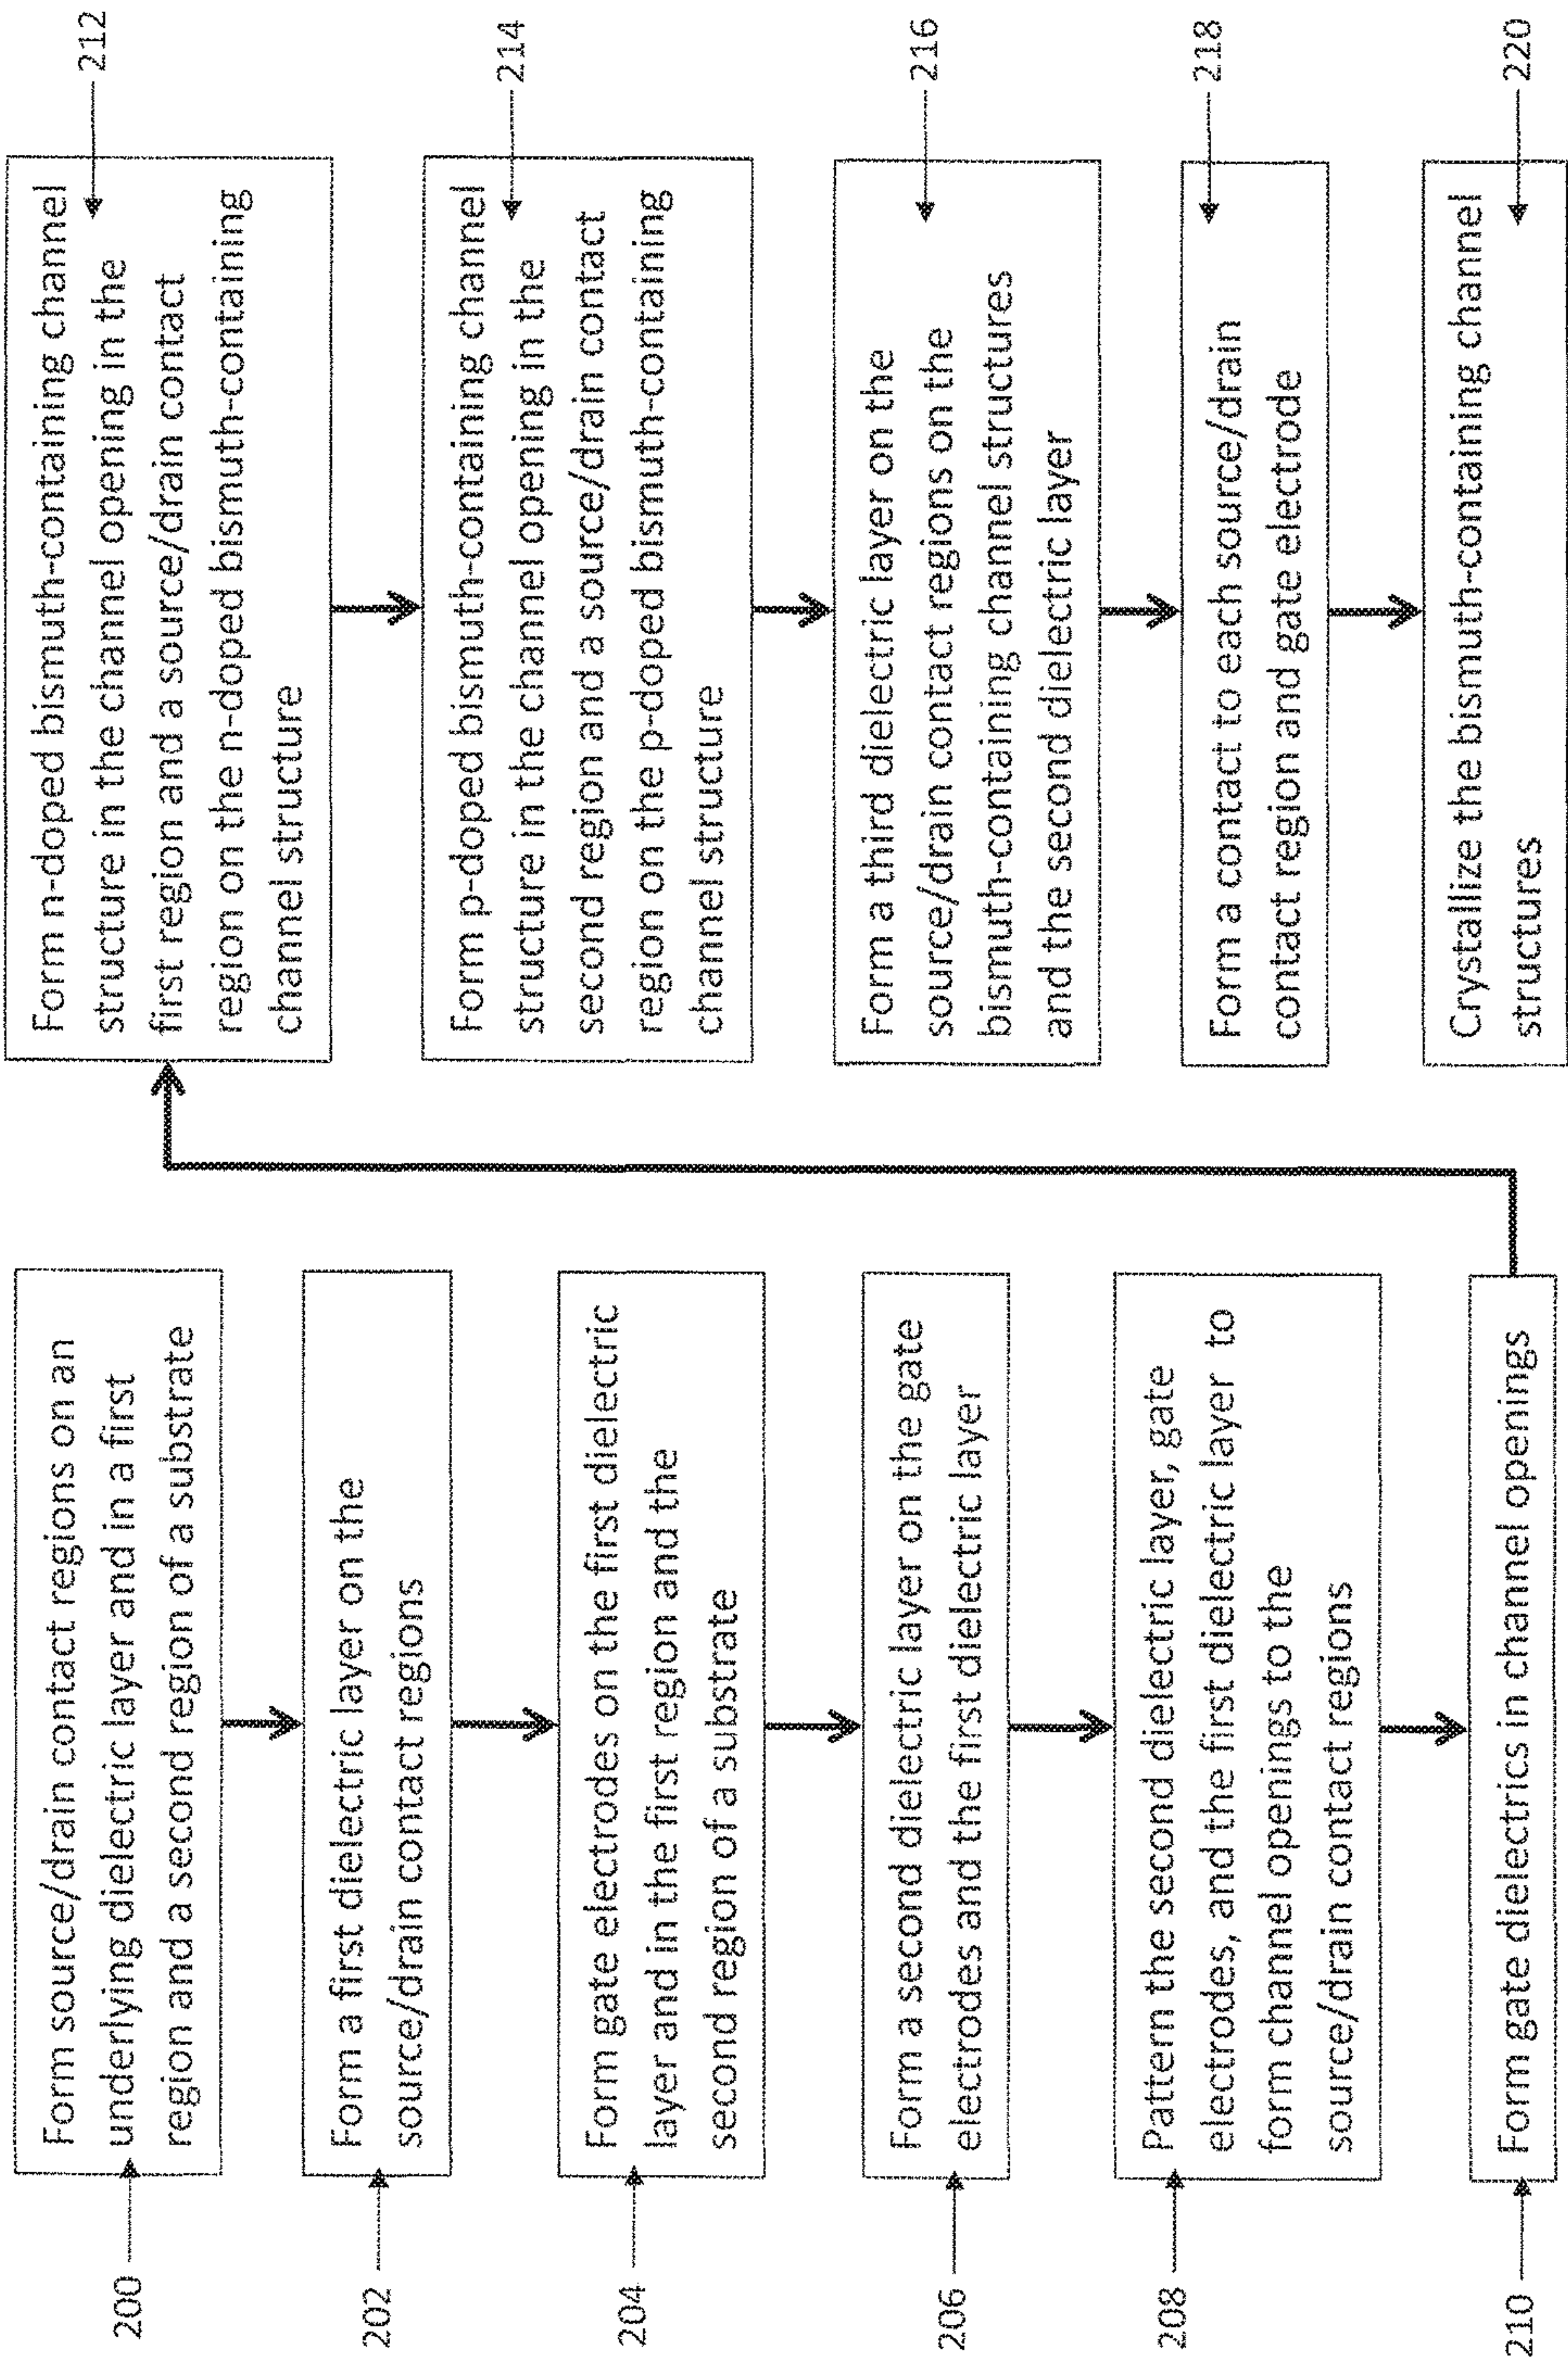 200
Form source/drain contact regions on an
underlying dielectric layer and in a first
region and a second region of a substrate
202
Form a first dielectric layer on the
source/drain contact regions
204
Form gate electrodes on the first dielectric
layer and in the first region and the
second region of a substrate
206
Form a second dielectric layer on the gate
electrodes and the first dielectric layer
208
Pattern the second dielectric layer, gate
electrodes, and the first dielectric layer to
form channel openings to the
source/drain contact regions
210
Form gate dielectrics in channel openings
212
Form n-doped bismuth-containing channel
structure in the channel opening in the
first region and a source/drain contact
region on the n-doped bismuth-containing
channel structure
214
Form p-doped bismuth-containing channel
structure in the channel opening in the
second region and a source/drain contact
region on the p-doped bismuth-containing
channel structure
216
Form a third dielectric layer on the
source/drain contact regions on the
bismuth-containing channel structures
and the second dielectric layer
218
Form a contact to each source/drain
contact region and gate electrode
220
Crystallize the bismuth-containing channel
structures